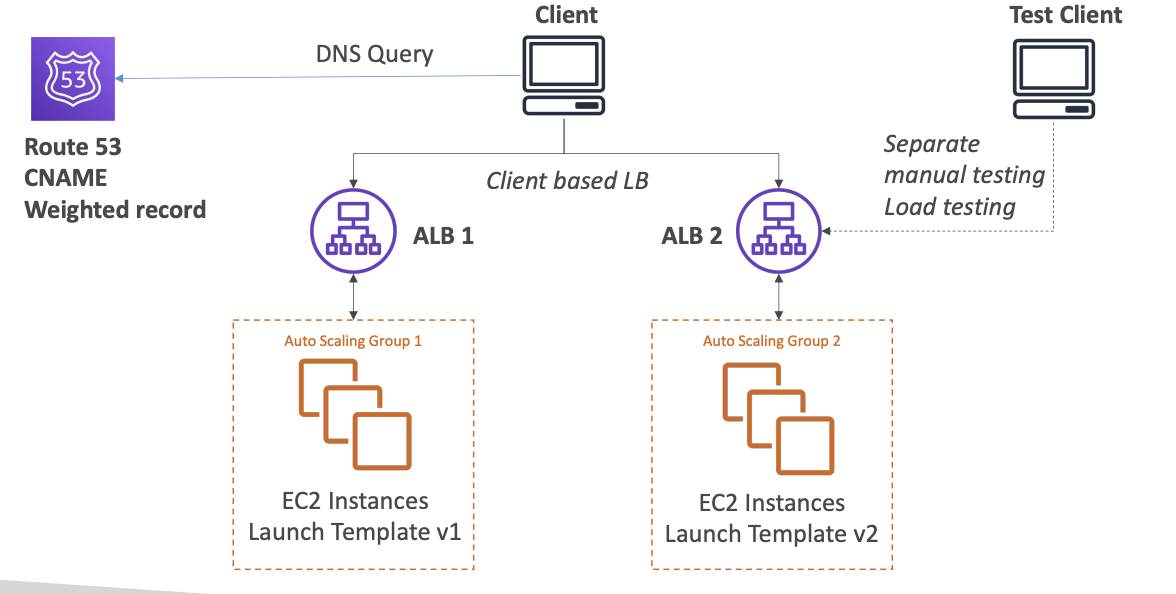 Client
Test Client
DNS Query
53
Route 53
CNAME
Weighted record
Separate
manual testing
Load testing
Client based LB
ALB 1
ALB 2
Auto Scaling Group 1
EC2 Instances
Launch Template v1
Auto Scaling Group 2
EC2 Instances
Launch Template v2